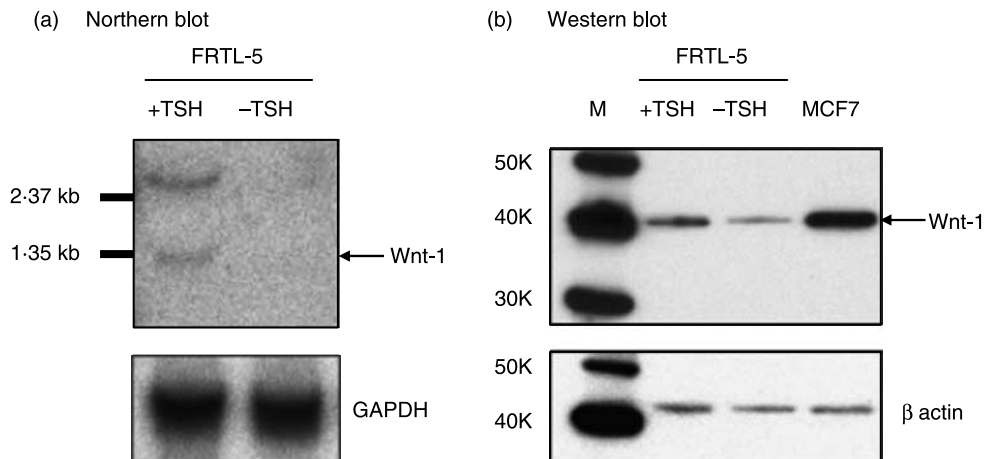 (a) Northern blot
FRTL-5
+TSH –TSH
2·37 kb
1·35 kb
Wnt-1
GAPDH
(b) Western blot
FRTL-5
M +TSH –TSH MCF7
50K
40K
Wnt-1
30K
50K
40K
β actin